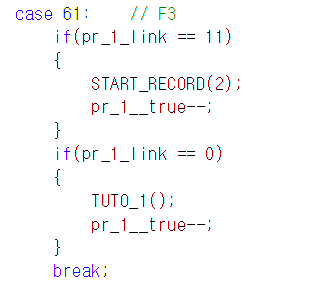 case 61:    // F3
    if(pr_1_link == 11)
    {
        START_RECORD(2);
        pr_1__true--;
    }
    if(pr_1_link == 0)
    {
        TUTO_1();
        pr_1__true--;
    }
    break;